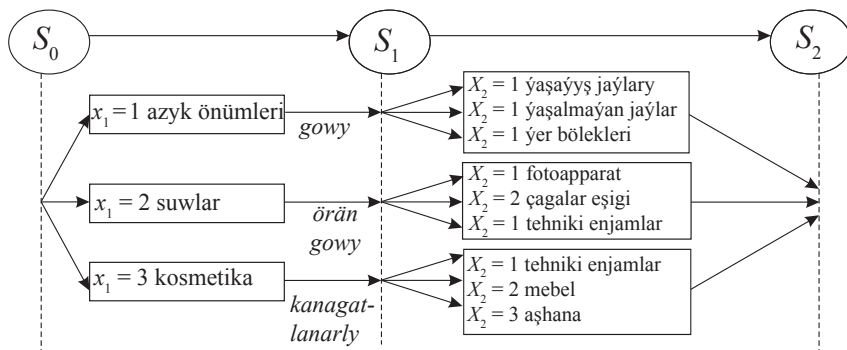 S₀ S₁ S₂
x₁ = 1 azyk önümleri
gowy
X₂ = 1 ýaşaýyş jaýlary
X₂ = 1 ýaşalmaýan jaýlar
X₂ = 1 ýer bölekleri
x₁ = 2 suwlar
örän
gowy
X₂ = 1 fotoapparat
X₂ = 2 çagalar eşigi
X₂ = 1 tehniki enjamlar
x₁ = 3 kosmetika
kanagat-
lanarly
X₂ = 1 tehniki enjamlar
X₂ = 2 mebel
X₂ = 3 aşhana